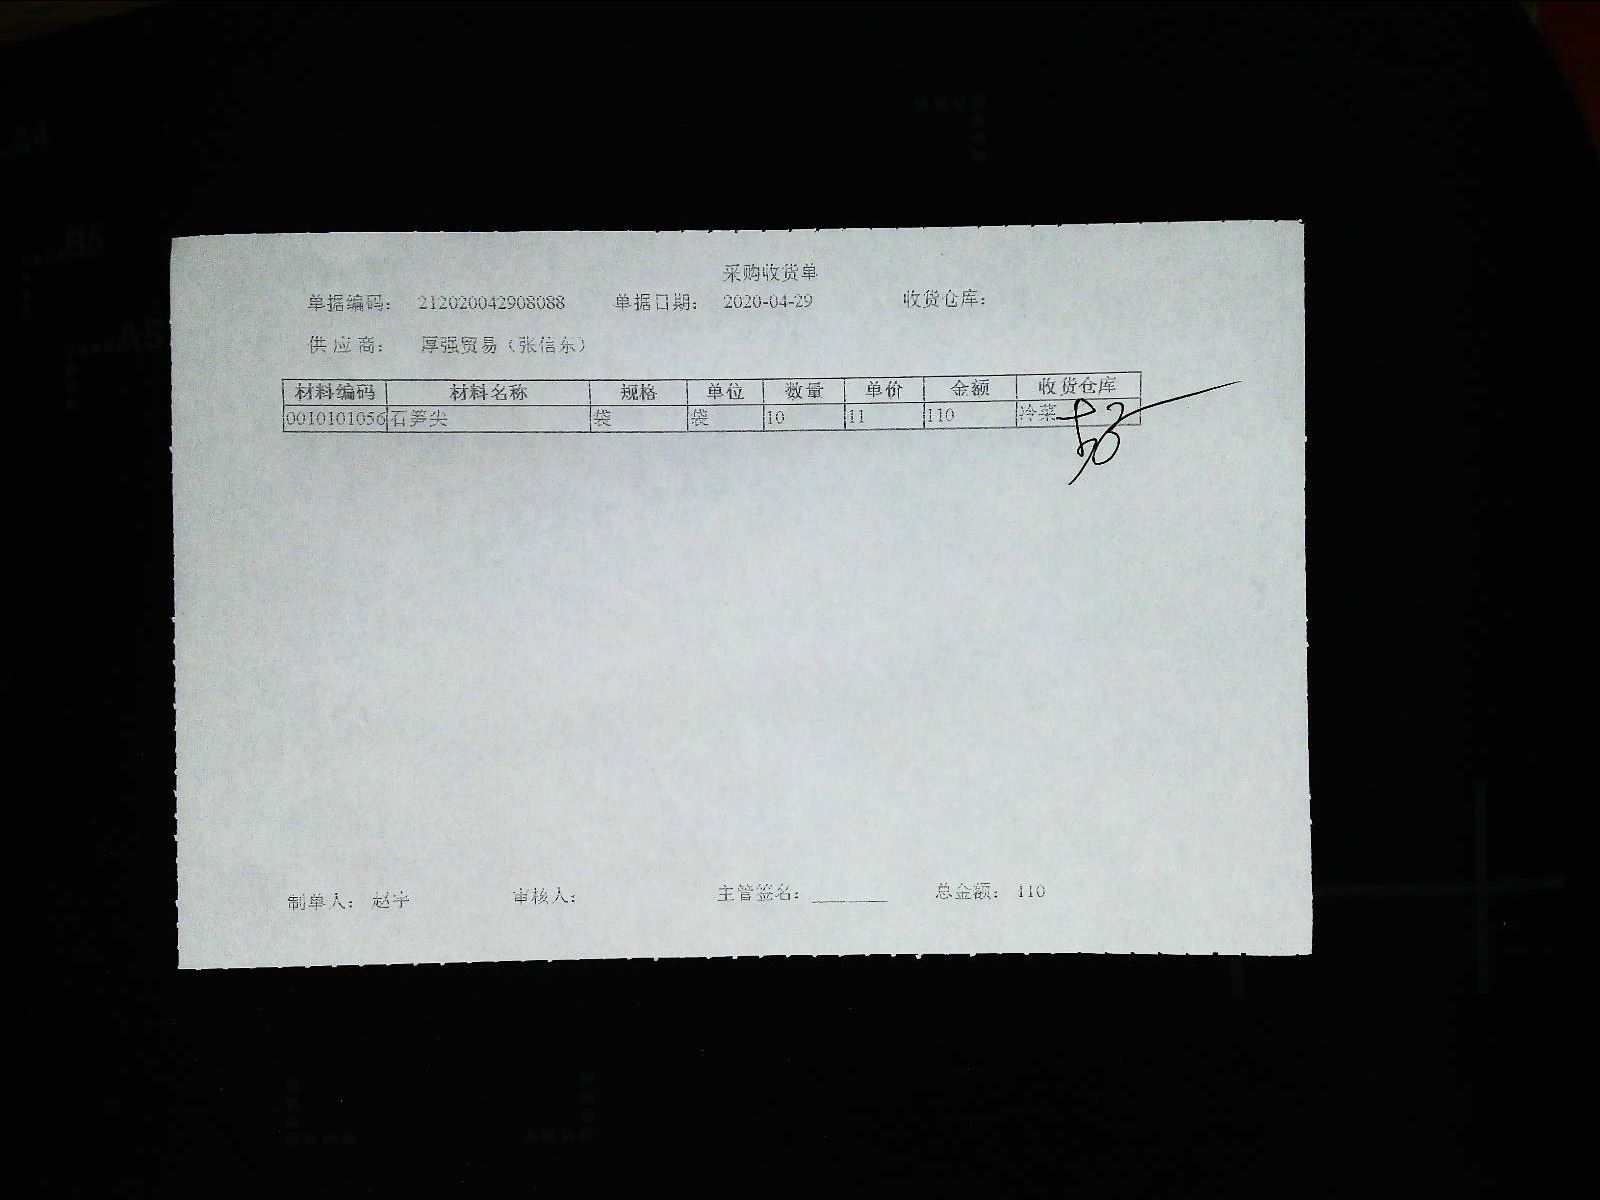 采购收货单
单据编码： 212020042908088 单据日期： 2020-04-29 收货仓库：
供 应 商： 厚强贸易（张信东）
材料编码 材料名称 规格 单位 数量 单价 金额 收货仓库
0010101056 石笋尖 袋 袋 10 11 110 冷菜
制单人： 赵宇 审核人： 主管签名：________ 总金额： 110
A4
B5
A5